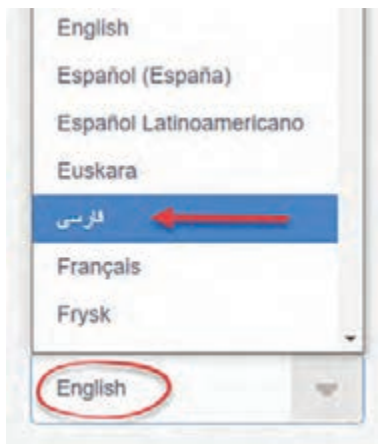 English
Español (España)
Español Latinoamericano
Euskara
فارسی
Français
Frysk
English